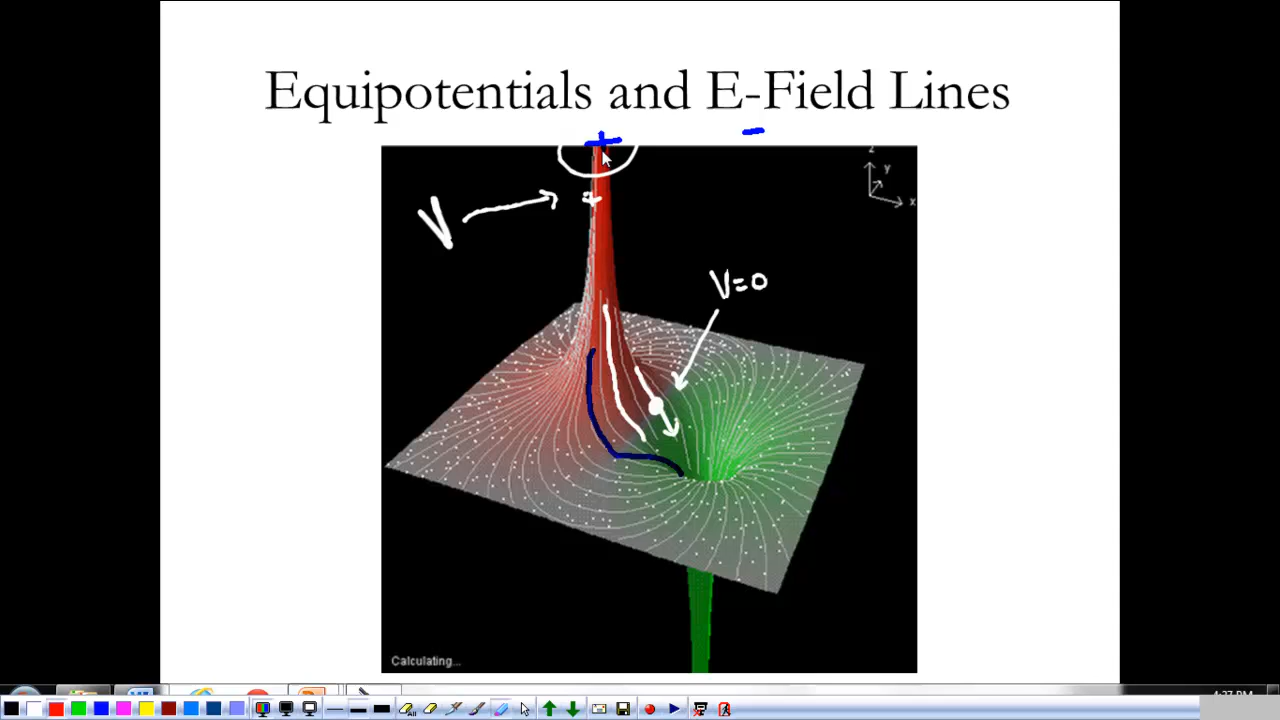 Equipotentials and E-Field Lines
z
y
x
V
V=0
Calculating...